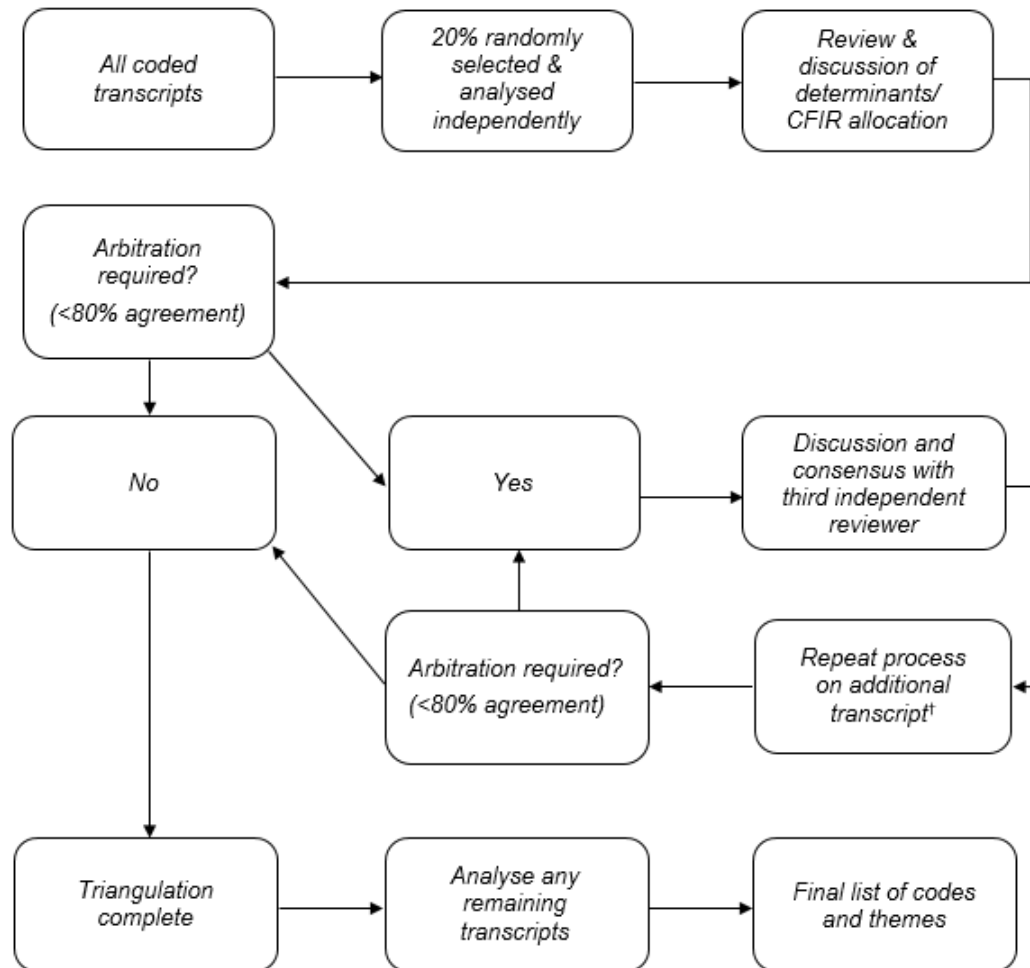 All coded
transcripts
20% randomly
selected &
analysed
independently
Review &
discussion of
determinants/
CFIR allocation
Arbitration
required?
(<80% agreement)
No
Yes
Discussion and
consensus with
third independent
reviewer
Arbitration required?
(<80% agreement)
Repeat process
on additional
transcript†
Triangulation
complete
Analyse any
remaining
transcripts
Final list of codes
and themes